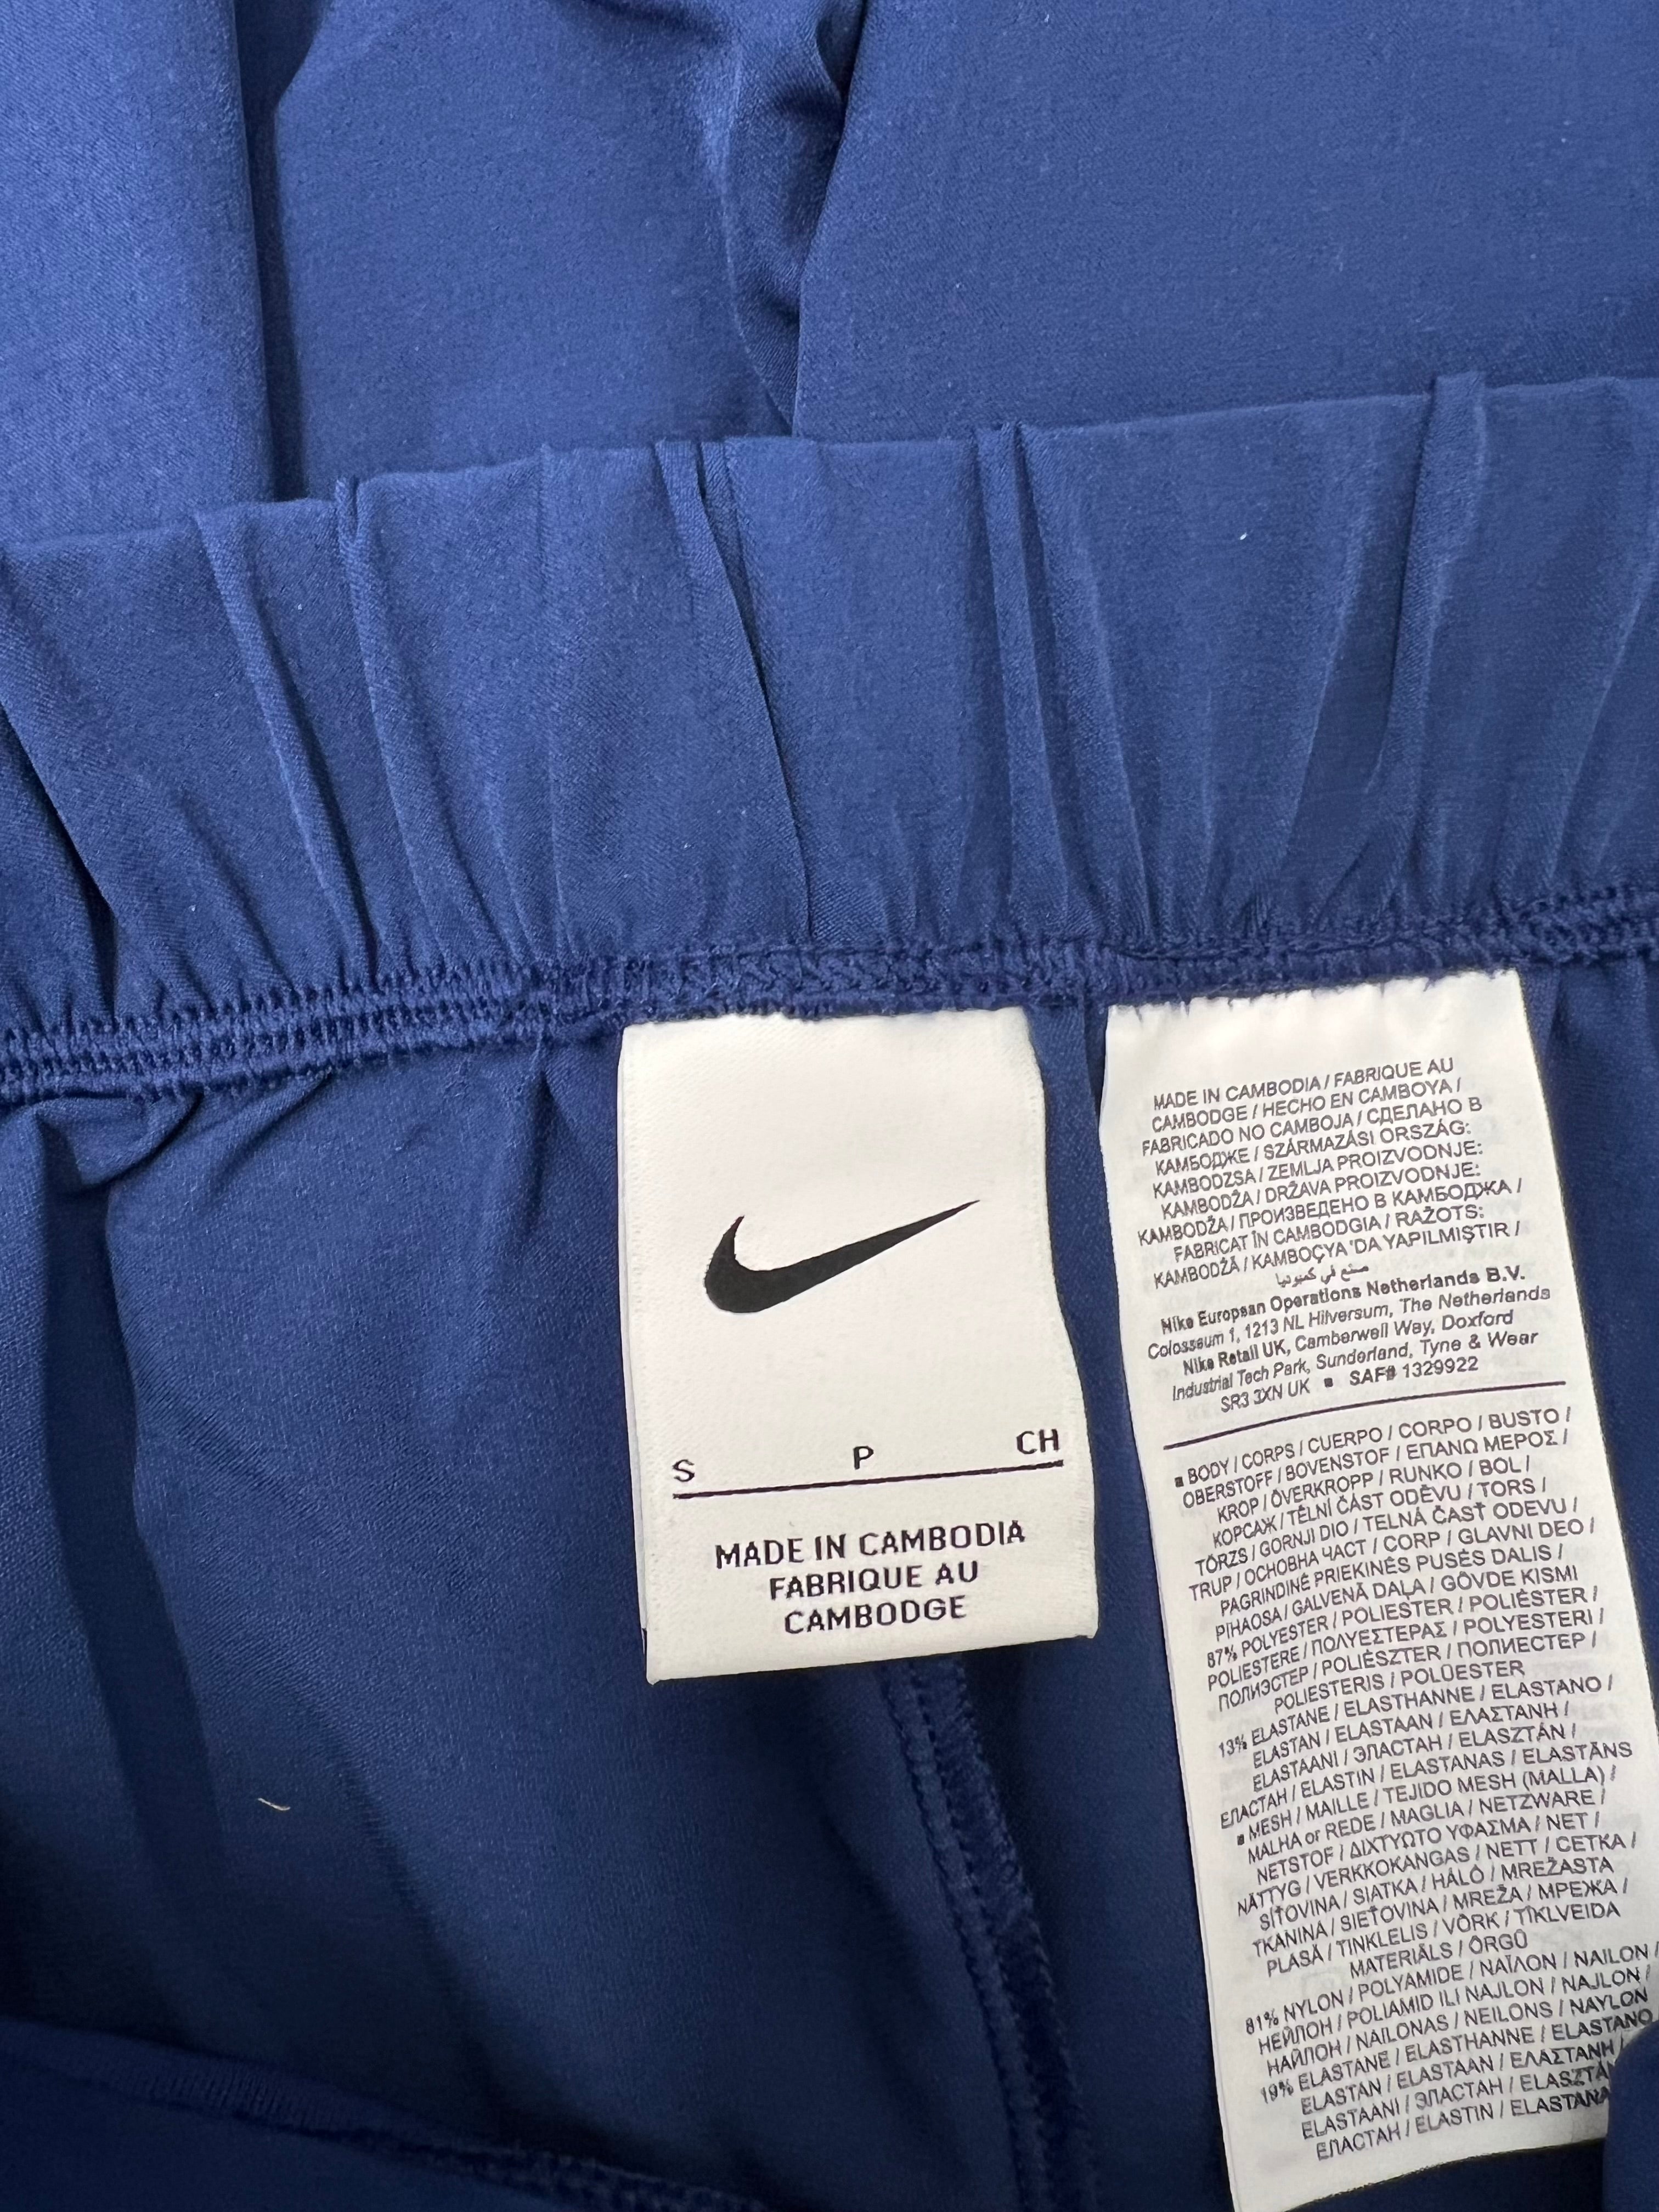 S P CH
MADE IN CAMBODIA
FABRIQUE AU
CAMBODGE
MADE IN CAMBODIA / FABRIQUE AU
CAMBODGE / HECHO EN CAMBOYA /
FABRICADO NO CAMBOJA / СДЕЛАНО В
КАМБОДЖЕ / SZÁRMAZÁSI ORSZÁG:
KAMBODZSA / ZEMLJA PROIZVODNJE:
KAMBODŽA / DRŽAVA PROIZVODNJE:
KAMBODŽA / ПРОИЗВЕДЕНО В КАМБОДЖА /
FABRICAT ÎN CAMBODGIA / RAŽOTS:
KAMBODŽĀ / KAMBOÇYA 'DA YAPILMIŞTIR /
صنع في كمبوديا
Nike European Operations Netherlands B.V.
Colosseum 1, 1213 NL Hilversum, The Netherlands
Nike Retail UK, Camberwell Way, Doxford
Industrial Tech Park, Sunderland, Tyne & Wear
SR3 3XN UK ■ SAF# 1329922
■ BODY / CORPS / CUERPO / CORPO / BUSTO /
OBERSTOFF / BOVENSTOF / ΕΠΑΝΩ ΜΕΡΟΣ /
KROP / ÖVERKROPP / RUNKO / BOL /
КОРСАЖ / TĚLNÍ ČÁST ODĚVU / TORS /
TÖRZS / GORNJI DIO / TELNÁ ČASŤ ODEVU /
TRUP / ОСНОВНА ЧАСТ / CORP / GLAVNI DEO /
PAGRINDINĖ PRIEKINĖS PUSĖS DALIS /
PIHAOSA / GALVENĀ DAĻA / GÖVDE KISMI
87% POLYESTER / POLIESTER / POLIÉSTER /
POLIESTERE / ΠΟΛΥΕΣΤΕΡΑΣ / POLYESTERI /
ПОЛИЭСТЕР / POLIÉSZTER / ПОЛИЕСТЕР /
POLIESTERIS / POLÜESTER
13% ELASTANE / ELASTHANNE / ELASTANO /
ELASTAN / ELASTAAN / ΕΛΑΣΤΑΝΗ /
ELASTAANI / ЭЛАСТАН / ELASZTÁN /
ЕЛАСТАН / ELASTIN / ELASTANAS / ELASTĀNS
■ MESH / MAILLE / TEJIDO MESH (MALLA) /
MALHA or REDE / MAGLIA / NETZWARE /
NETSTOF / ΔΙΧΤΥΩΤΟ ΥΦΑΣΜΑ / NET /
NÄTTYG / VERKKOKANGAS / NETT / СЕТКА /
SÍŤOVINA / SIATKA / HÁLÓ / MREŽASTA
TKANINA / SIEŤOVINA / MREŽA / МРЕЖА /
PLASĂ / TINKLELIS / VÕRK / TĪKLVEIDA
MATERIĀLS / ÖRGÜ
81% NYLON / POLYAMIDE / ΝΑΪΛΟΝ / NAILON /
НЕЙЛОН / POLIAMID ILI NAJLON / NAJLON /
НАЙЛОН / NAILONAS / NEILONS / NAYLON
19% ELASTANE / ELASTHANNE / ELASTANO
ELASTAN / ELASTAAN / ΕΛΑΣΤΑΝΗ /
ELASTAANI / ЭЛАСТАН / ELASZTÁ
ЕЛАСТАН / ELASTIN / ELASTANA